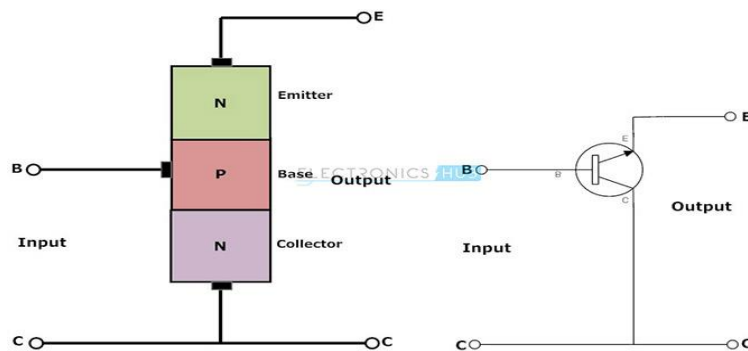 E
N
Emitter
B
P
Base
Output
Input
N
Collector
C
C
ELECTRONICS HUB
E
E
B
B
C
Output
Input
C
C